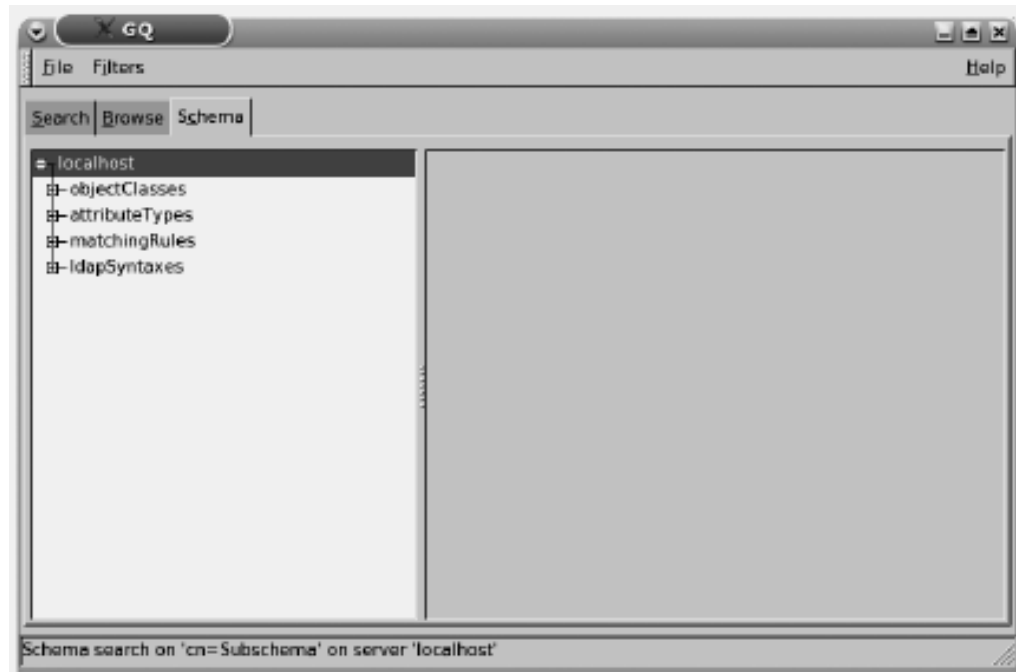 GQ
File Filters Help
Search Browse Schema
localhost
objectClasses
attributeTypes
matchingRules
ldapSyntaxes
Schema search on 'cn=Subschema' on server 'localhost'